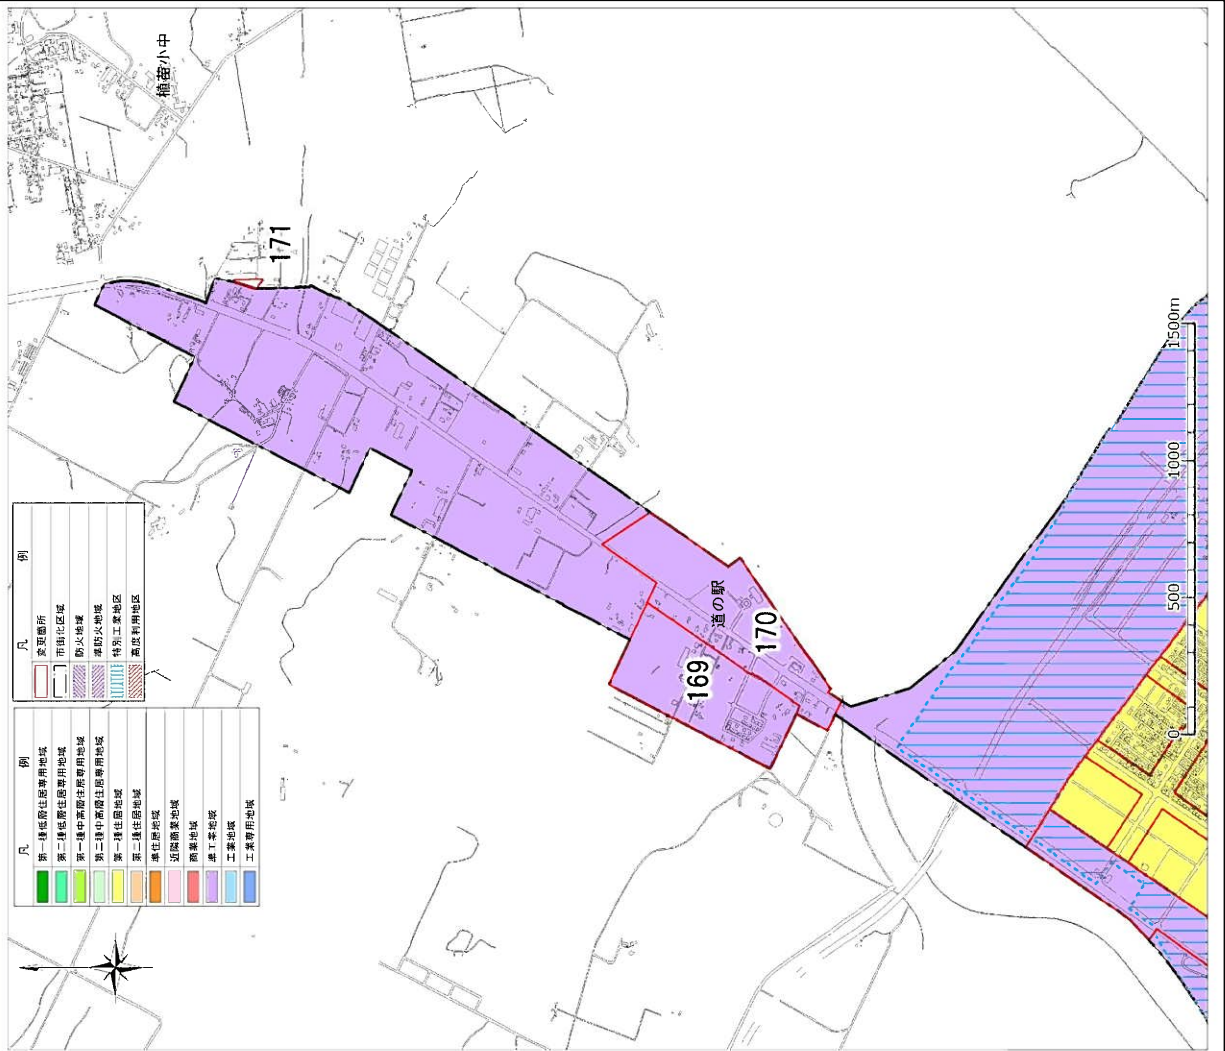 植苗小中
171
凡 例
変更箇所
市街化区域
防火地域
準防火地域
特別工業地区
高度利用地区
凡 例
第一種低層住居専用地域
第二種低層住居専用地域
第一種中高層住居専用地域
第二種中高層住居専用地域
第一種住居地域
第二種住居地域
準住居地域
近隣商業地域
商業地域
準工業地域
工業地域
工業専用地域
道の駅
169
170
0
500
1000
1500m